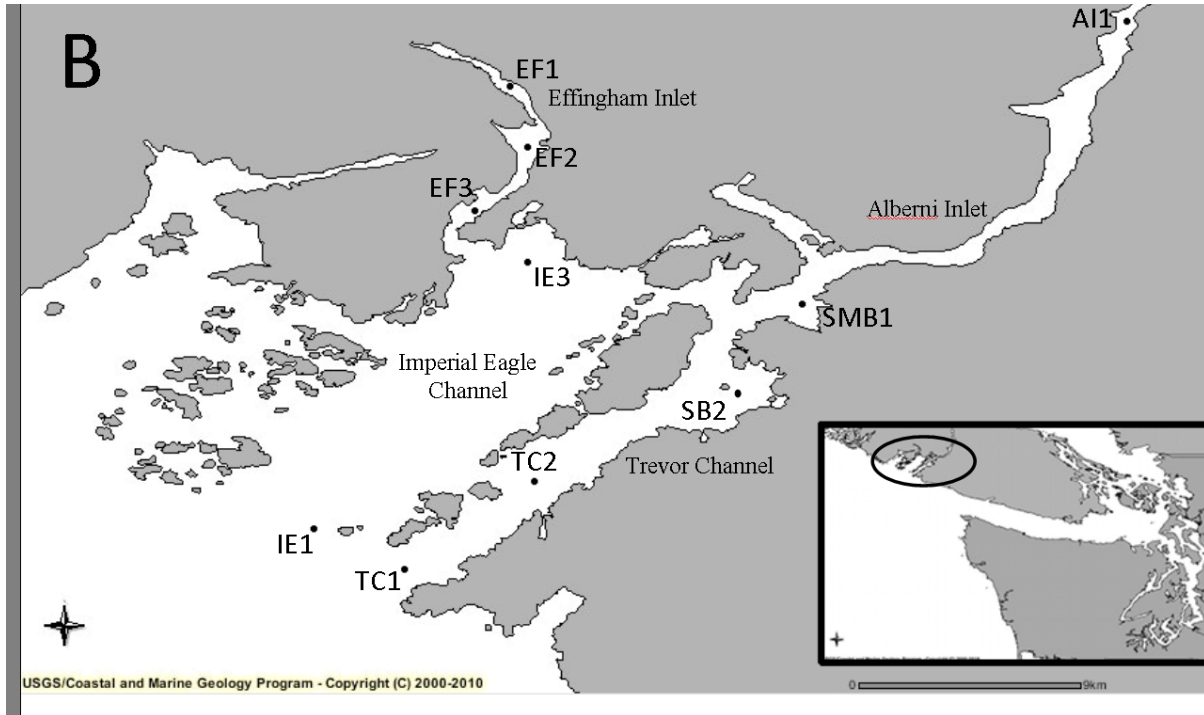 B
AI1
EF1
Effingham Inlet
EF2
EF3
Alberni Inlet
IE3
SMB1
Imperial Eagle
Channel
SB2
TC2
Trevor Channel
IE1
TC1
USGS/Coastal and Marine Geology Program - Copyright (C) 2000-2010
0 9km